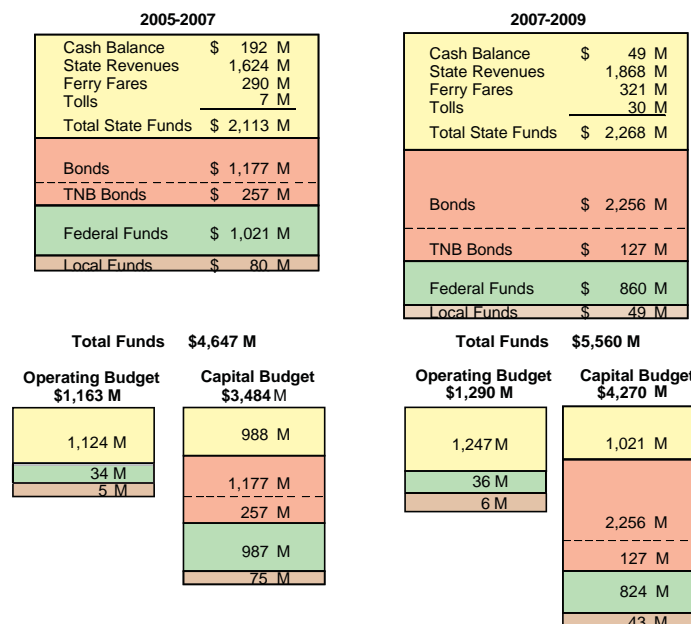 2005-2007
Cash Balance $ 192 M
State Revenues 1,624 M
Ferry Fares 290 M
Tolls 7 M
Total State Funds $ 2,113 M
Bonds $ 1,177 M
TNB Bonds $ 257 M
Federal Funds $ 1,021 M
Local Funds $ 80 M
Total Funds $4,647 M
Operating Budget
$1,163 M
1,124 M
34 M
5 M
Capital Budget
$3,484 M
988 M
1,177 M
257 M
987 M
75 M
2007-2009
Cash Balance $ 49 M
State Revenues 1,868 M
Ferry Fares 321 M
Tolls 30 M
Total State Funds $ 2,268 M
Bonds $ 2,256 M
TNB Bonds $ 127 M
Federal Funds $ 860 M
Local Funds $ 49 M
Total Funds $5,560 M
Operating Budget
$1,290 M
1,247 M
36 M
6 M
Capital Budget
$4,270 M
1,021 M
2,256 M
127 M
824 M
43 M